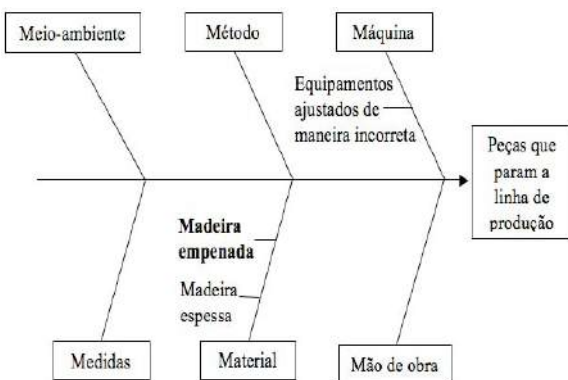 Meio-ambiente
Método
Máquina
Equipamentos
ajustados de
maneira incorreta
Peças que
param a
linha de
produção
Madeira
empenada
Madeira
espessa
Medidas
Material
Mão de obra